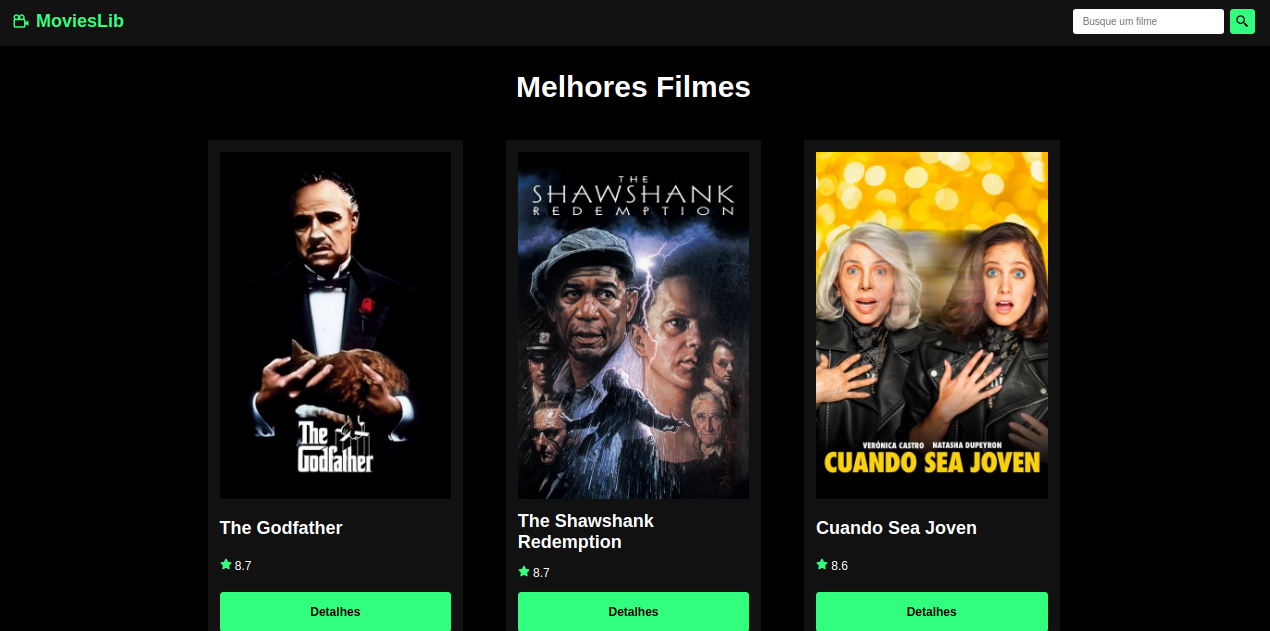 MoviesLib
Busque um filme
Melhores Filmes
The
Godfather
THE
SHAWSHANK
REDEMPTION
VERÓNICA CASTRO NATASHA DUPEYRON
CUANDO SEA JOVEN
The Godfather
8.7
Detalhes
The Shawshank
Redemption
8.7
Detalhes
Cuando Sea Joven
8.6
Detalhes